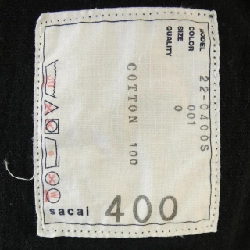 MODEL 22-0400S
COLOR 001
SIZE 0
QUALITY
COTTON 100
sacai 400